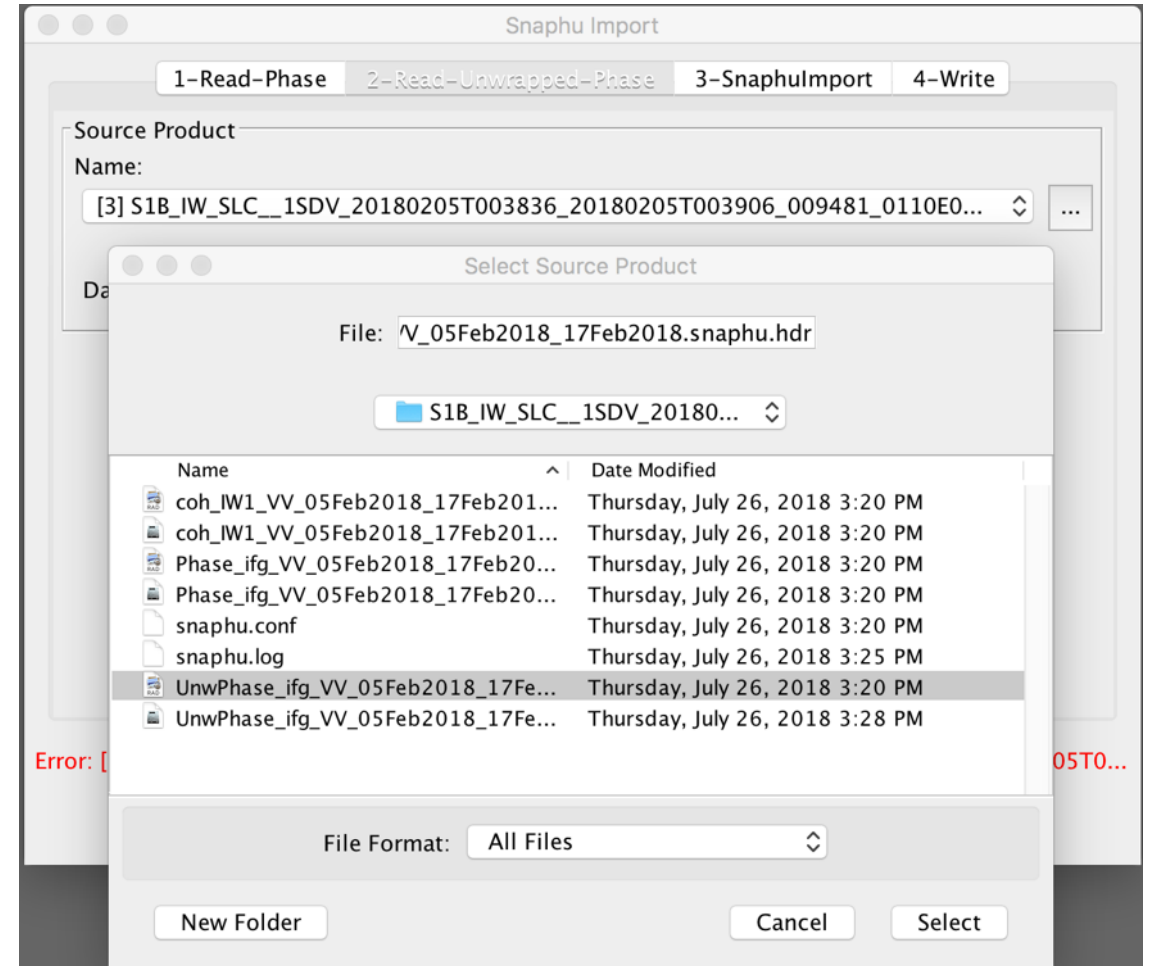 Snaphu Import
1-Read-Phase 2-Read-Unwrapped-Phase 3-SnaphuImport 4-Write
Source Product
Name:
[3] S1B_IW_SLC__1SDV_20180205T003836_20180205T003906_009481_0110E0... ...
Select Source Product
Da
File: VV_05Feb2018_17Feb2018.snaphu.hdr
S1B_IW_SLC__1SDV_20180...
Name Date Modified
coh_IW1_VV_05Feb2018_17Feb201... Thursday, July 26, 2018 3:20 PM
coh_IW1_VV_05Feb2018_17Feb201... Thursday, July 26, 2018 3:20 PM
Phase_ifg_VV_05Feb2018_17Feb20... Thursday, July 26, 2018 3:20 PM
Phase_ifg_VV_05Feb2018_17Feb20... Thursday, July 26, 2018 3:20 PM
snaphu.conf Thursday, July 26, 2018 3:20 PM
snaphu.log Thursday, July 26, 2018 3:25 PM
UnwPhase_ifg_VV_05Feb2018_17Fe... Thursday, July 26, 2018 3:20 PM
UnwPhase_ifg_VV_05Feb2018_17Fe... Thursday, July 26, 2018 3:28 PM
Error: [ 05T0...
File Format: All Files
New Folder Cancel Select